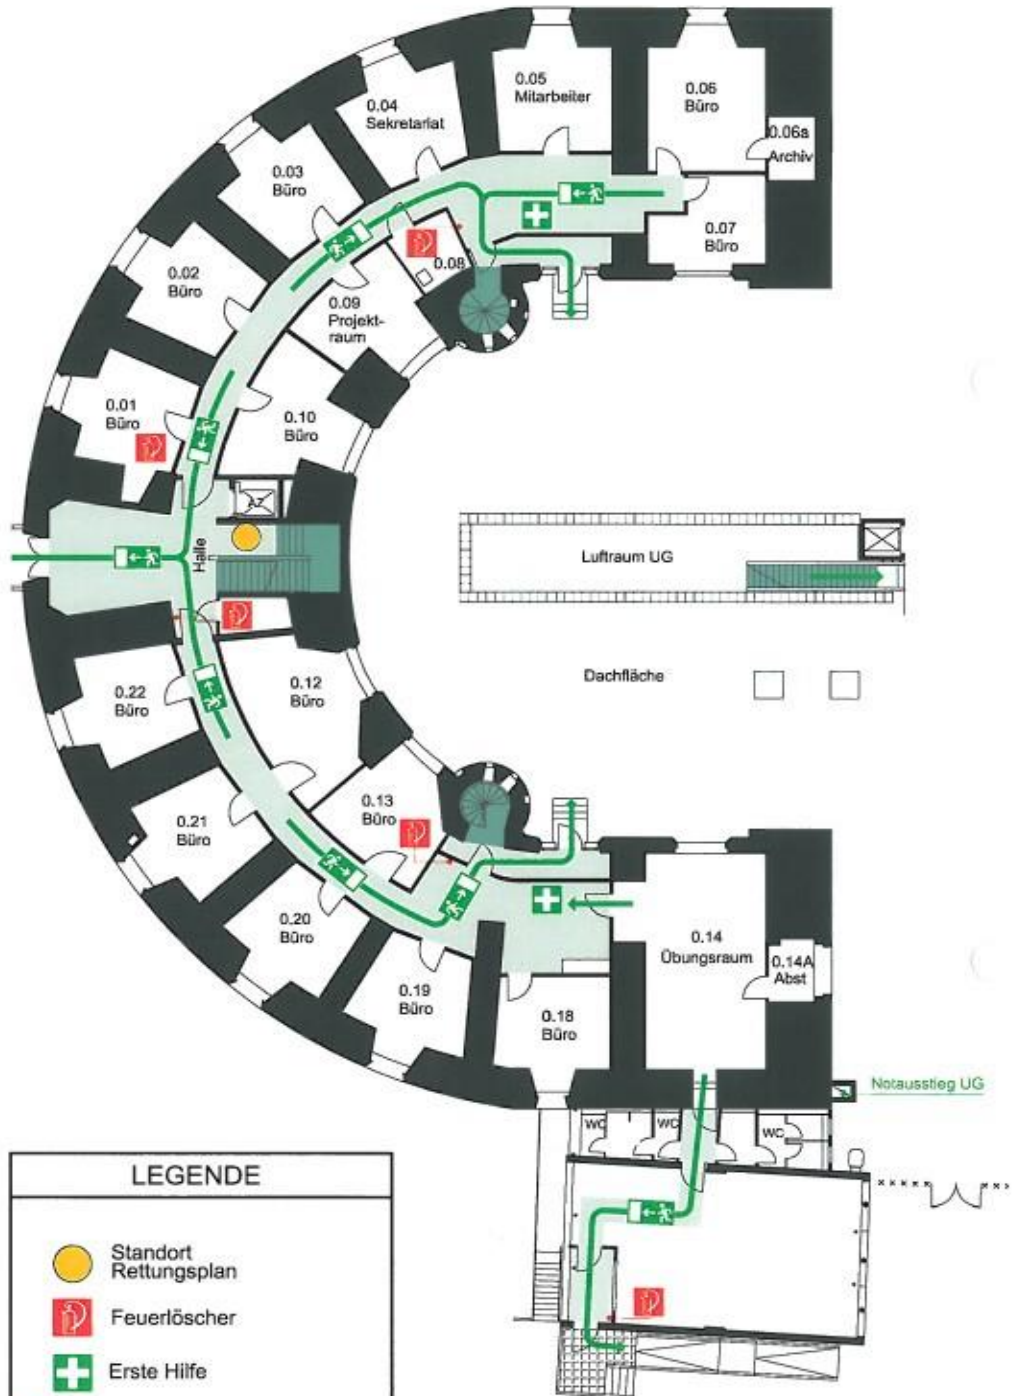 0.05
Mitarbeiter
0.06
Büro
0.04
Sekretariat
0.06a
Archiv
0.03
Büro
0.07
Büro
0.08
0.02
Büro
0.09
Projekt-
raum
0.01
Büro
0.10
Büro
AZ
Halle
Luftraum UG
0.22
Büro
0.12
Büro
Dachfläche
0.21
Büro
0.13
Büro
0.20
Büro
0.14
Übungsraum
0.14A
Abst
0.19
Büro
0.18
Büro
Notausstieg UG
WC
WC
WC
LEGENDE
Standort
Rettungsplan
Feuerlöscher
Erste Hilfe